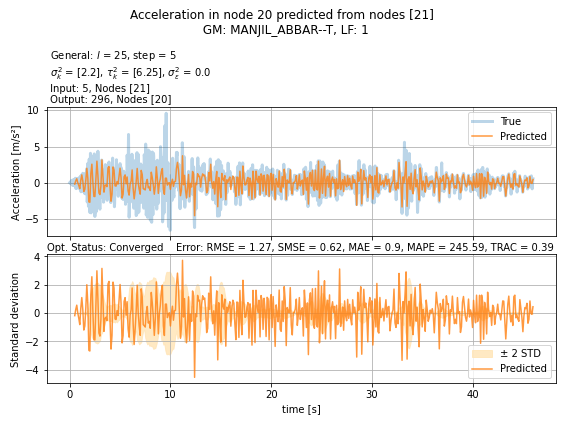 Acceleration in node 20 predicted from nodes [21]
GM: MANJIL_ABBAR--T, LF: 1
General: l = 25, step = 5
σ²ₖ = [2.2], τ²ₖ = [6.25], σ²ε = 0.0
Input: 5, Nodes [21]
Output: 296, Nodes [20]
Acceleration [m/s²]
10
5
0
−5
True
Predicted
Opt. Status: Converged Error: RMSE = 1.27, SMSE = 0.62, MAE = 0.9, MAPE = 245.59, TRAC = 0.39
Standard deviation
4
2
0
−2
−4
± 2 STD
Predicted
0 10 20 30 40
time [s]